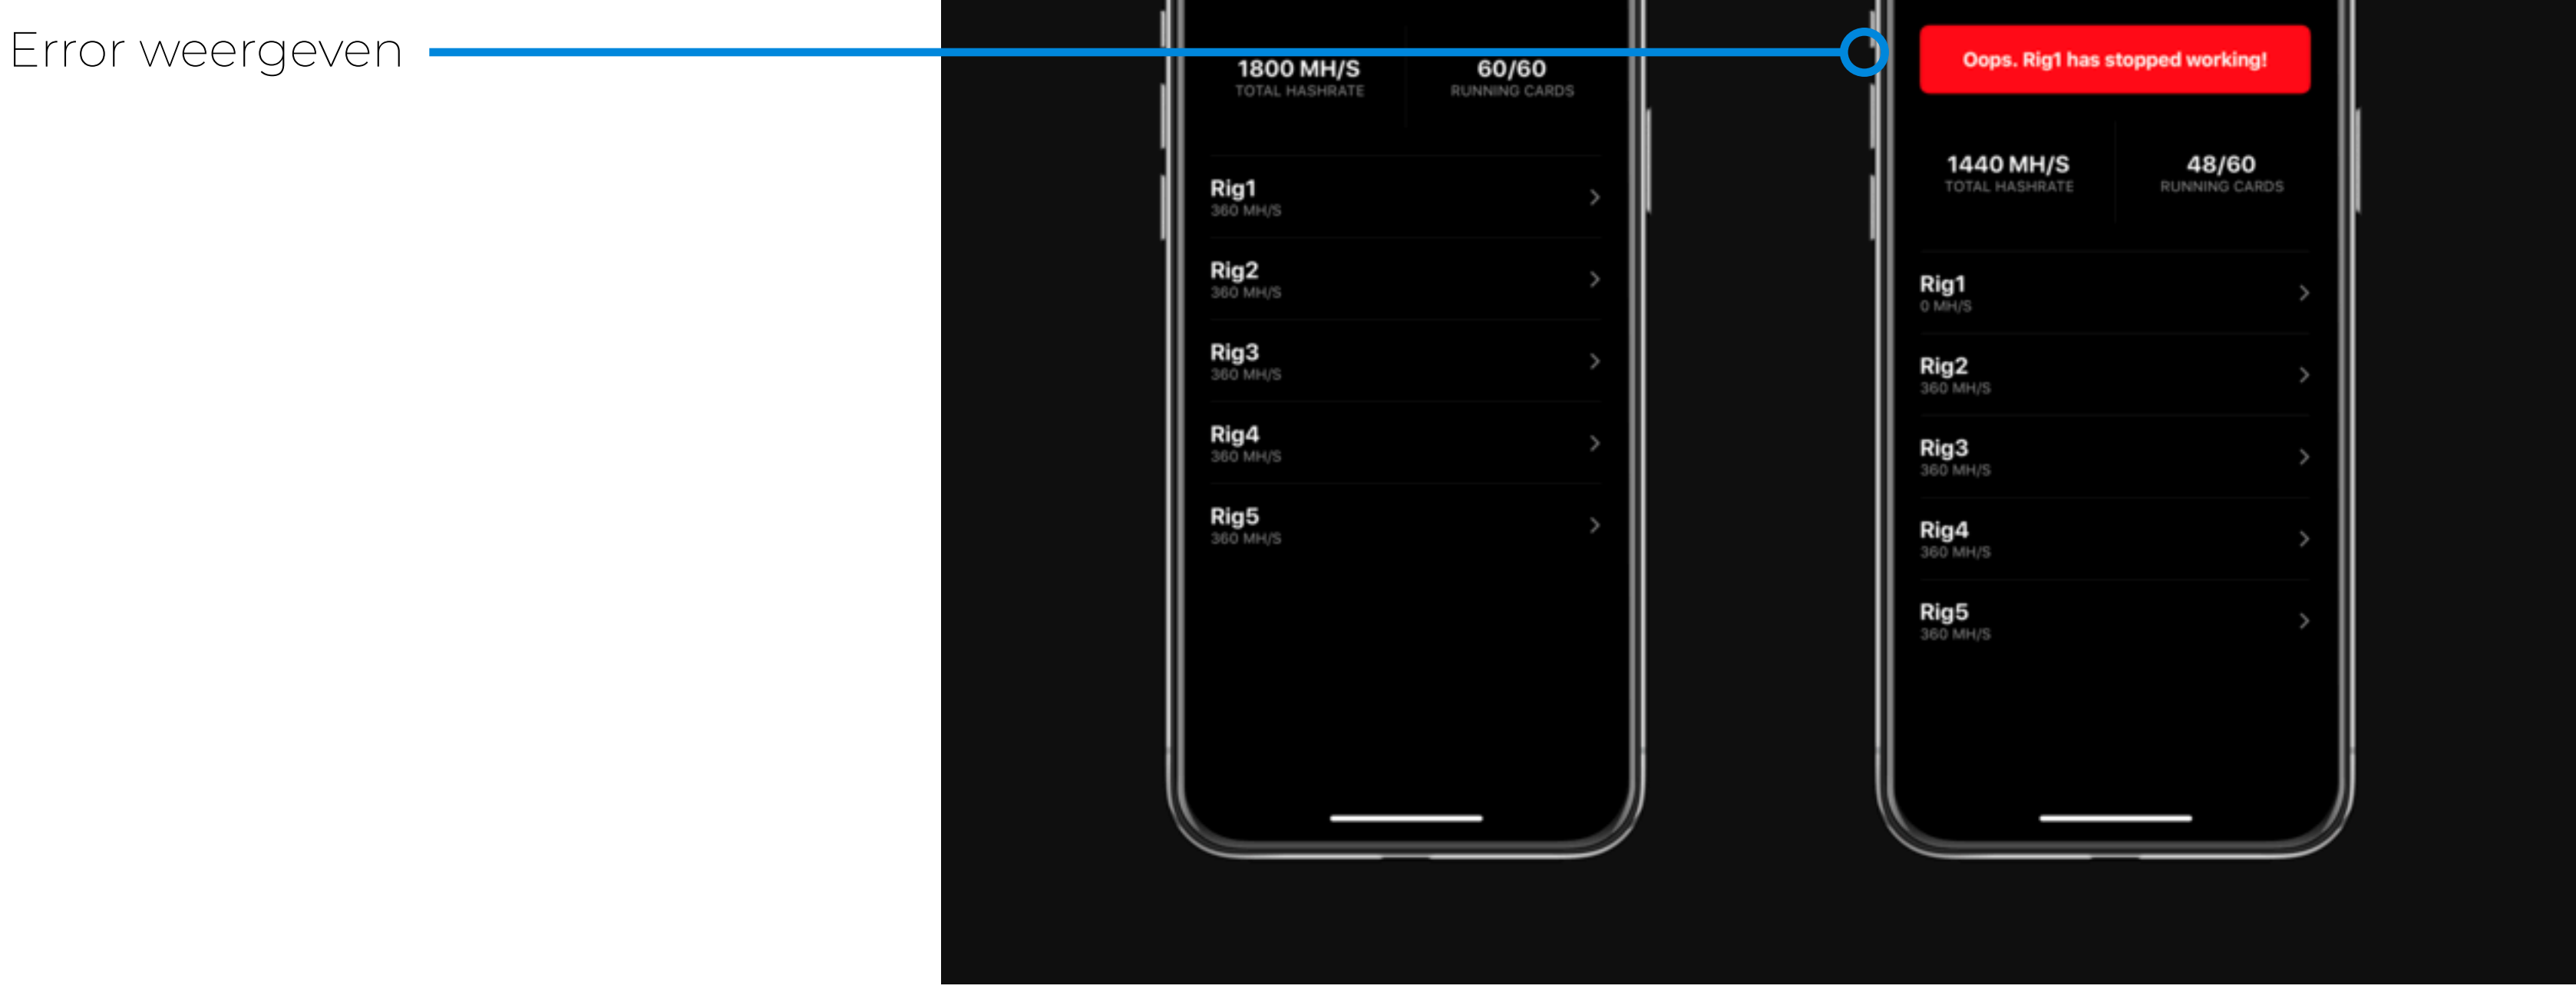 Error weergeven
1800 MH/S
TOTAL HASHRATE
60/60
RUNNING CARDS
Rig1
360 MH/S
Rig2
360 MH/S
Rig3
360 MH/S
Rig4
360 MH/S
Rig5
360 MH/S
Oops. Rig1 has stopped working!
1440 MH/S
TOTAL HASHRATE
48/60
RUNNING CARDS
Rig1
0 MH/S
Rig2
360 MH/S
Rig3
360 MH/S
Rig4
360 MH/S
Rig5
360 MH/S